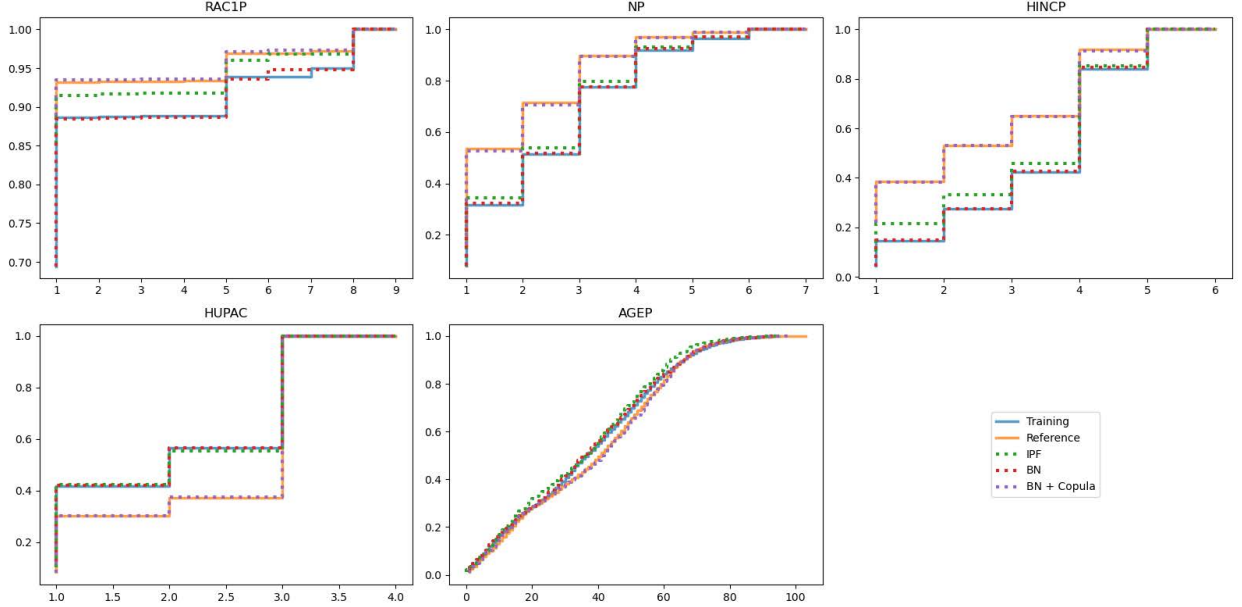 RAC1P
1.00
0.95
0.90
0.85
0.80
0.75
0.70
1 2 3 4 5 6 7 8 9
NP
1.0
0.8
0.6
0.4
0.2
1 2 3 4 5 6 7
HINCP
1.0
0.8
0.6
0.4
0.2
0.0
1 2 3 4 5 6
HUPAC
1.0
0.8
0.6
0.4
0.2
1.0 1.5 2.0 2.5 3.0 3.5 4.0
AGEP
1.0
0.8
0.6
0.4
0.2
0.0
0 20 40 60 80 100
Training
Reference
IPF
BN
BN + Copula